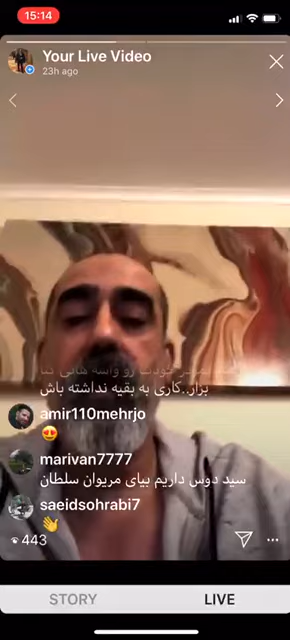 15:14
Your Live Video
23h ago
بزار..کاری به بقیه نداشته باش
amir110mehrjo
😍
marivan7777
سید دوس داریم بیای مریوان سلطان
saeidsohrabi7
👋
443
STORY
LIVE